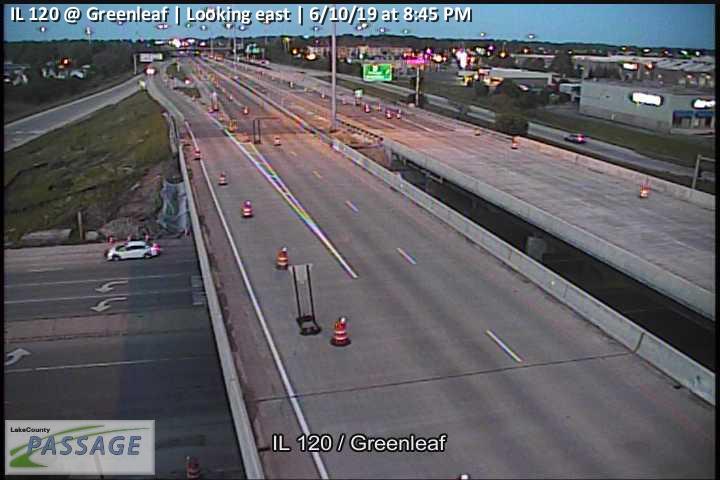 IL 120 @ Greenleaf | Looking east | 6/10/19 at 8:45 PM
LakeCounty
PASSAGE
IL 120 / Greenleaf